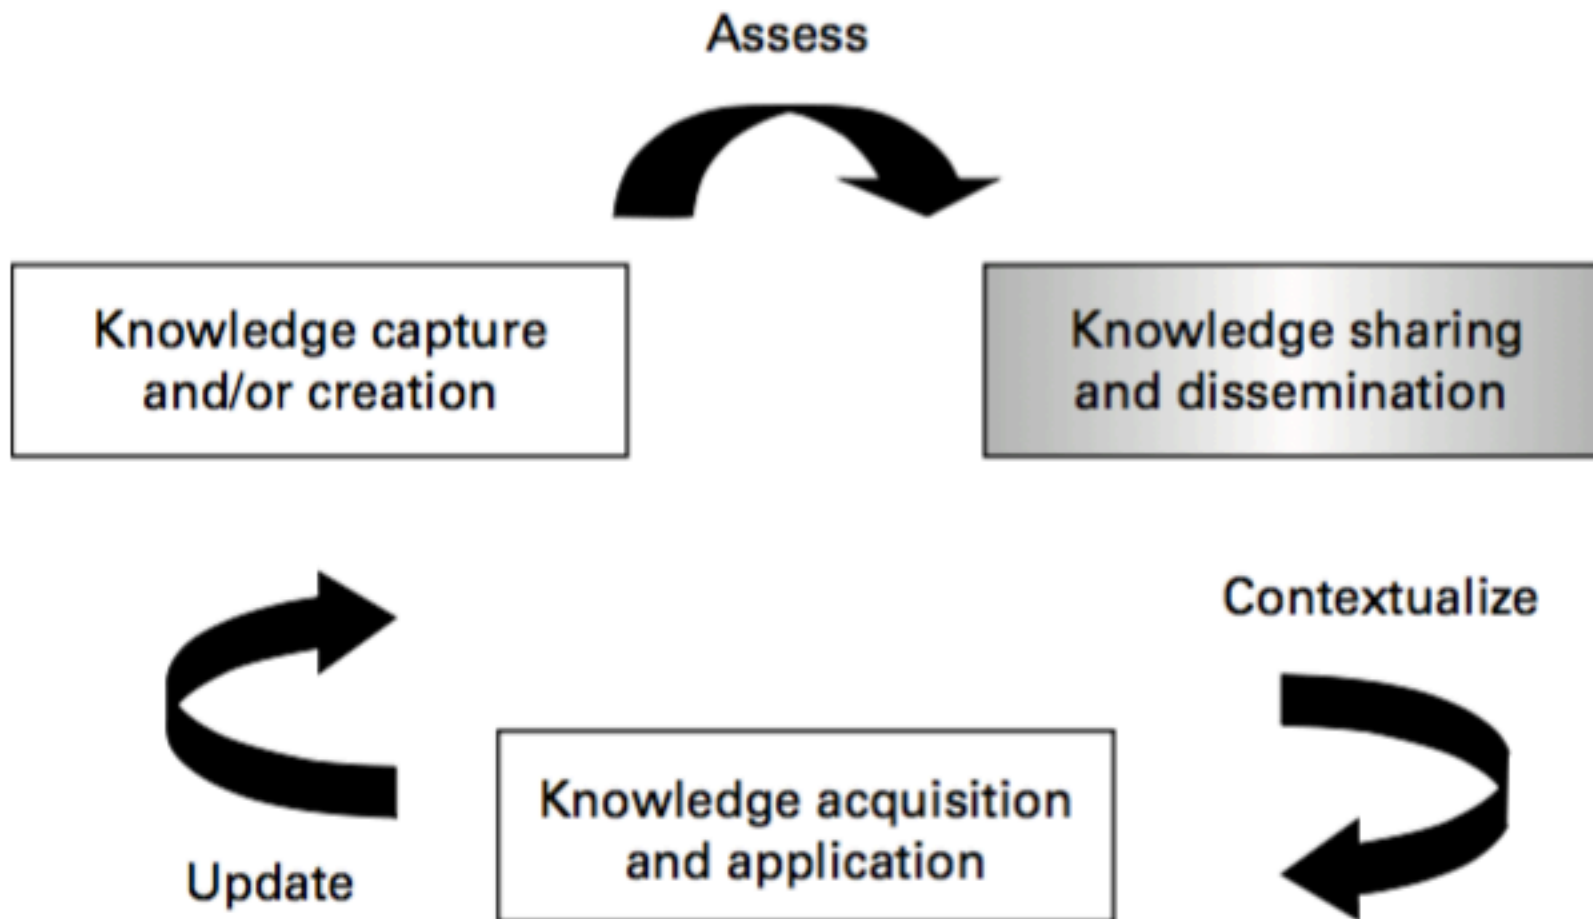 Assess
Knowledge capture
and/or creation
Knowledge sharing
and dissemination
Contextualize
Knowledge acquisition
and application
Update